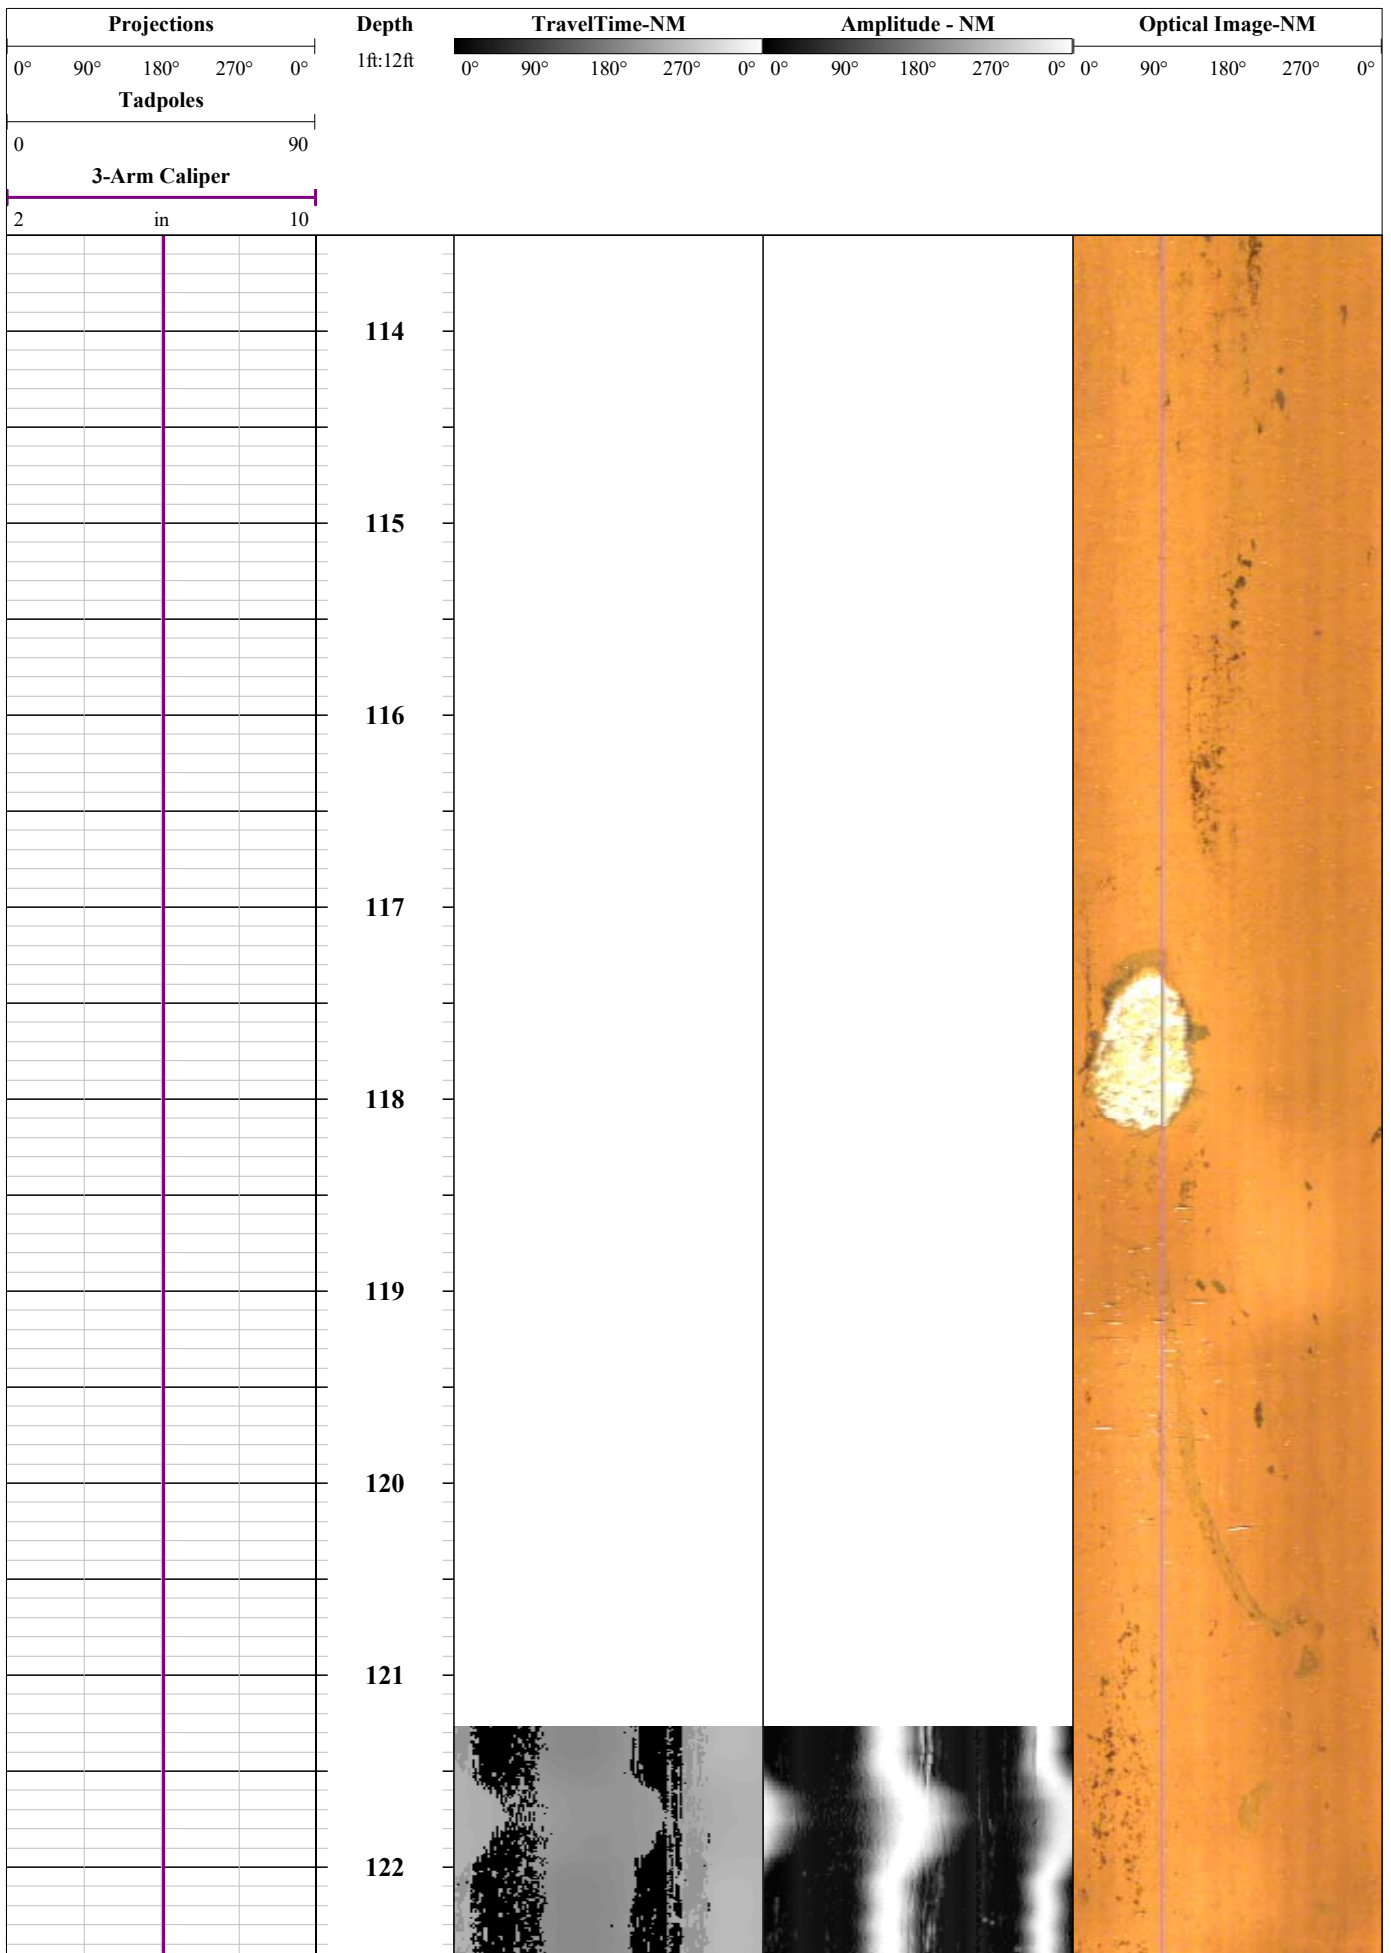 Projections Depth TravelTime-NM Amplitude - NM Optical Image-NM
0° 90° 180° 270° 0° 1ft:12ft 0° 90° 180° 270° 0° 0° 90° 180° 270° 0° 0° 90° 180° 270° 0°
Tadpoles
0 90
3-Arm Caliper
2 in 10
114
115
116
117
118
119
120
121
122